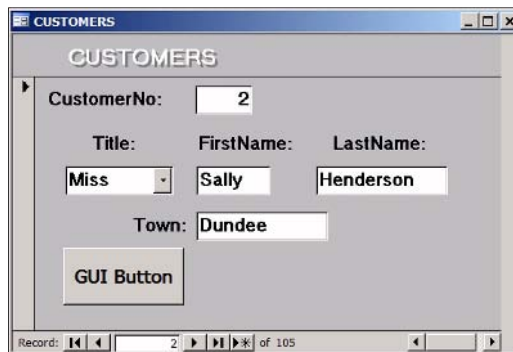 CUSTOMERS
CUSTOMERS
CustomerNo: 2
Title: FirstName: LastName:
Miss Sally Henderson
Town: Dundee
GUI Button
Record: 2 of 105